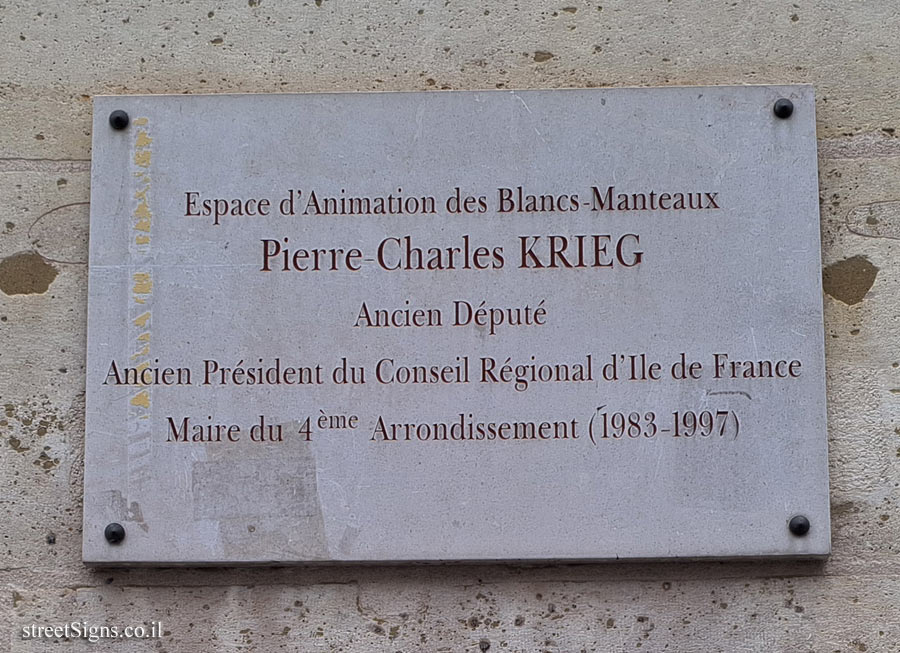 Espace d'Animation des Blancs-Manteaux
Pierre-Charles KRIEG
Ancien Député
Ancien Président du Conseil Régional d'Ile de France
Maire du 4ème Arrondissement (1983-1997)
streetSigns.co.il